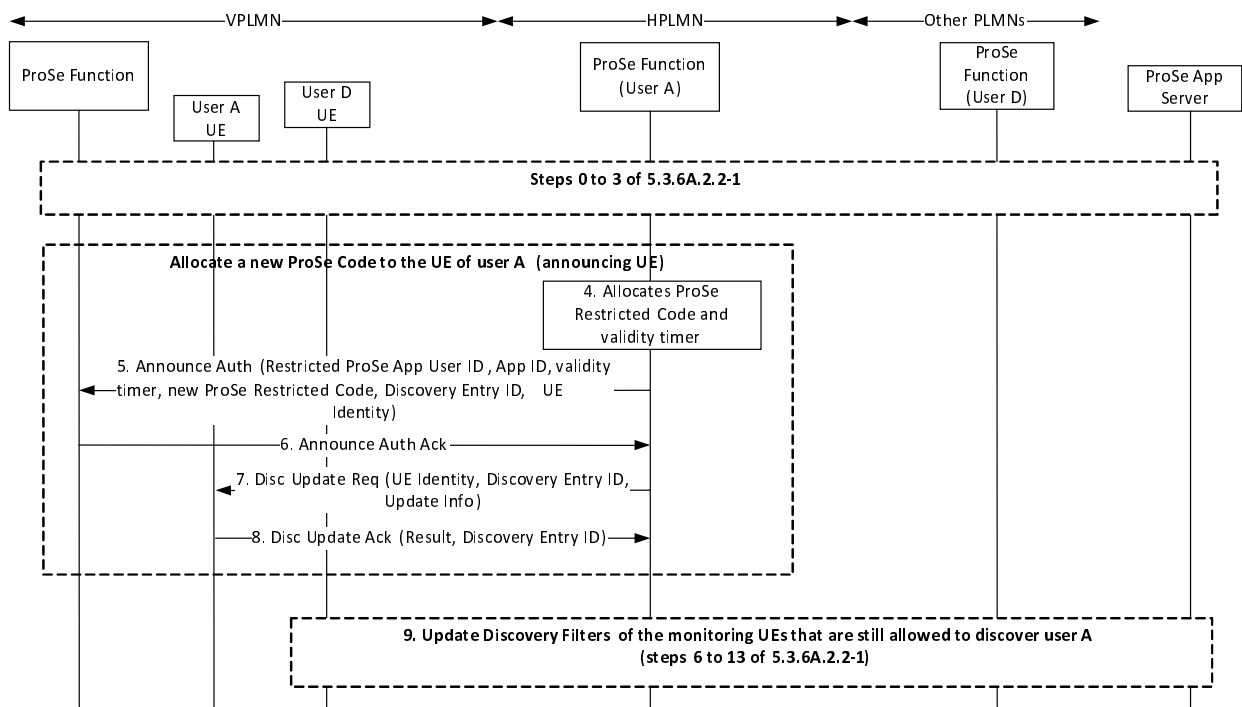 VPLMN HPLMN Other PLMNs
ProSe Function
User A
UE
User D
UE
ProSe Function
(User A)
ProSe
Function
(User D)
ProSe App
Server
Steps 0 to 3 of 5.3.6A.2.2-1
Allocate a new ProSe Code to the UE of user A (announcing UE)
4. Allocates ProSe
Restricted Code and
validity timer
5. Announce Auth (Restricted ProSe App User ID, App ID, validity
timer, new ProSe Restricted Code, Discovery Entry ID, UE
Identity)
6. Announce Auth Ack
7. Disc Update Req (UE Identity, Discovery Entry ID,
Update Info)
8. Disc Update Ack (Result, Discovery Entry ID)
9. Update Discovery Filters of the monitoring UEs that are still allowed to discover user A
(steps 6 to 13 of 5.3.6A.2.2-1)